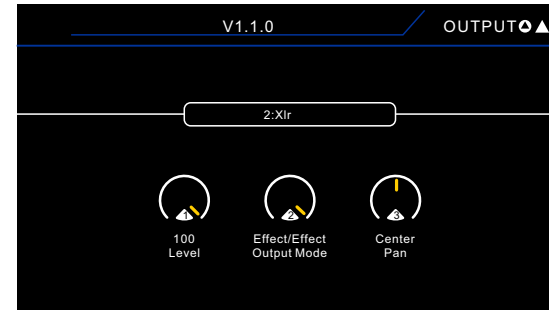 V1.1.0
OUTPUT
2:Xlr
1
2
3
100
Level
Effect/Effect
Output Mode
Center
Pan